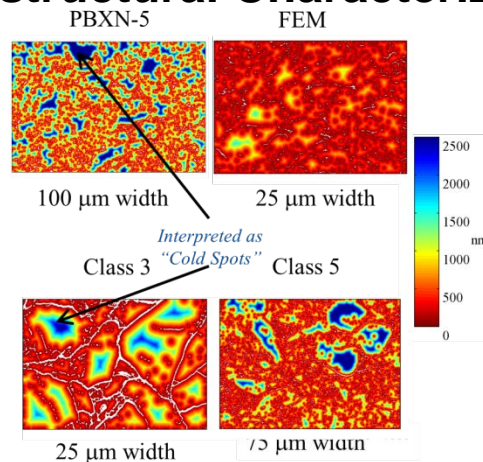 PBXN-5 FEM
100 μm width 25 μm width
2500
2000
1500
nm
1000
500
0
Interpreted as
"Cold Spots"
Class 3 Class 5
25 μm width 75 μm width